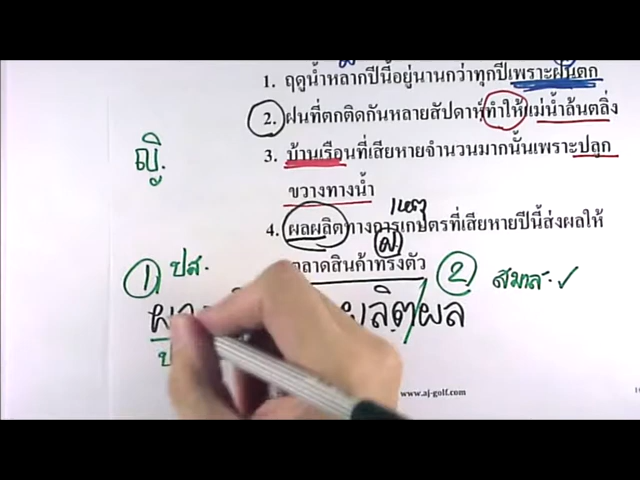 1. ฤดูน้ำหลากปีนี้อยู่นานกว่าทุกปีเพราะฝนตก
2. ฝนที่ตกติดกันหลายสัปดาห์ทำให้แม่น้ำล้นตลิ่ง
ญิ.
3. บ้านเรือนที่เสียหายจำนวนมากนั้นเพราะปลูก
ขวางทางน้ำ
เหตุ
4. ผลผลิตทางการเกษตรที่เสียหายปีนี้ส่งผลให้
ตลาดสินค้าทรงตัว
1 ปส. 2 สมาส ✓
ผลิตผล
www.aj-golf.com